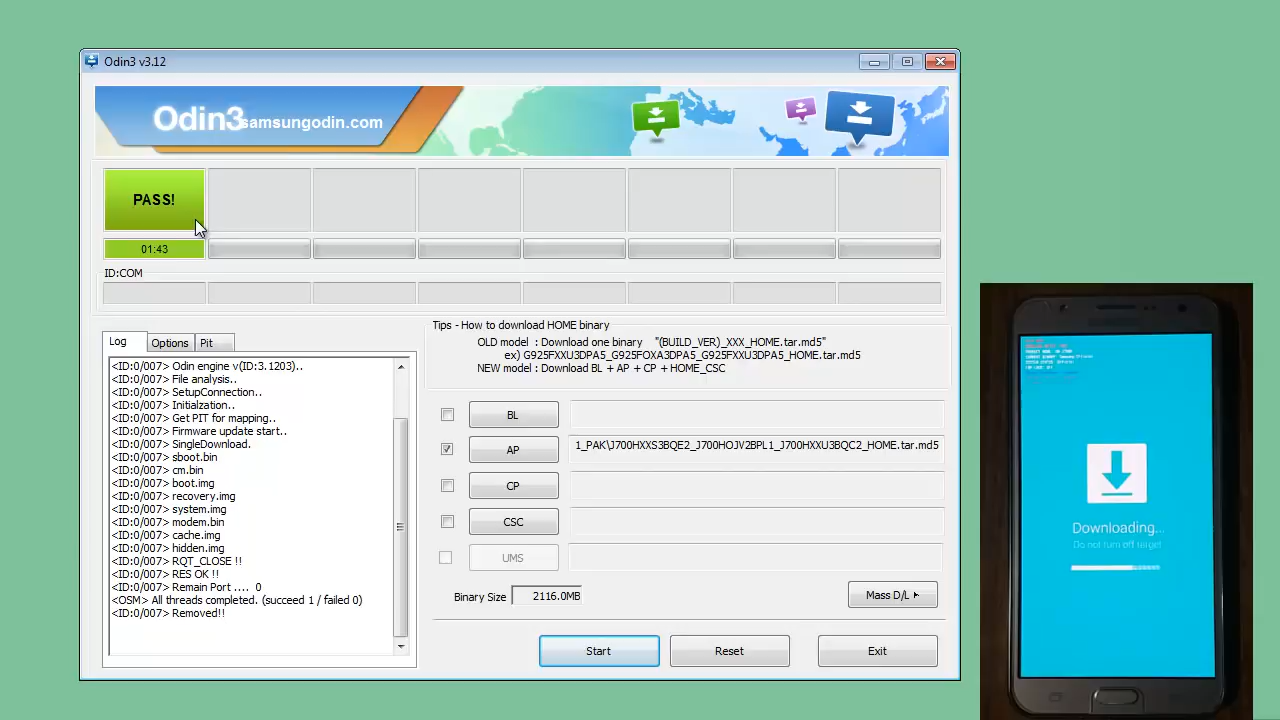 Odin3 v3.12
Odin3 samsungodin.com
PASS!
01:43
ID:COM
Log
Options
Pit
<ID:0/007> Odin engine v(ID:3.1203)..
<ID:0/007> File analysis..
<ID:0/007> SetupConnection..
<ID:0/007> Initialzation..
<ID:0/007> Get PIT for mapping..
<ID:0/007> Firmware update start..
<ID:0/007> SingleDownload.
<ID:0/007> sboot.bin
<ID:0/007> cm.bin
<ID:0/007> boot.img
<ID:0/007> recovery.img
<ID:0/007> system.img
<ID:0/007> modem.bin
<ID:0/007> cache.img
<ID:0/007> hidden.img
<ID:0/007> RQT_CLOSE !!
<ID:0/007> RES OK !!
<ID:0/007> Remain Port .... 0
<OSM> All threads completed. (succeed 1 / failed 0)
<ID:0/007> Removed!!
Tips - How to download HOME binary
OLD model : Download one binary "(BUILD_VER)_XXX_HOME.tar.md5"
ex) G925FXXU3DPA5_G925FOXA3DPA5_G925FXXU3DPA5_HOME.tar.md5
NEW model : Download BL + AP + CP + HOME_CSC
BL
AP
1_PAK\J700HXXS3BQE2_J700HOJV2BPL1_J700HXXU3BQC2_HOME.tar.md5
CP
CSC
UMS
Binary Size
2116.0MB
Mass D/L
Start
Reset
Exit
Downloading...
Do not turn off target